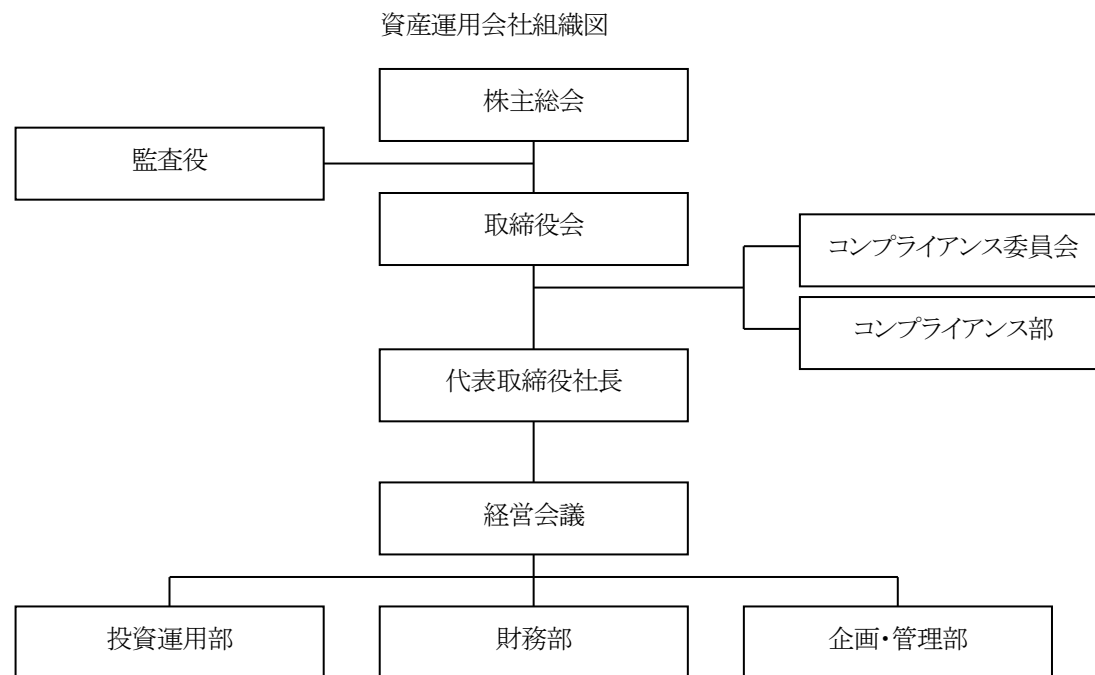 資産運用会社組織図
株主総会
監査役
取締役会
コンプライアンス委員会
コンプライアンス部
代表取締役社長
経営会議
投資運用部
財務部
企画・管理部